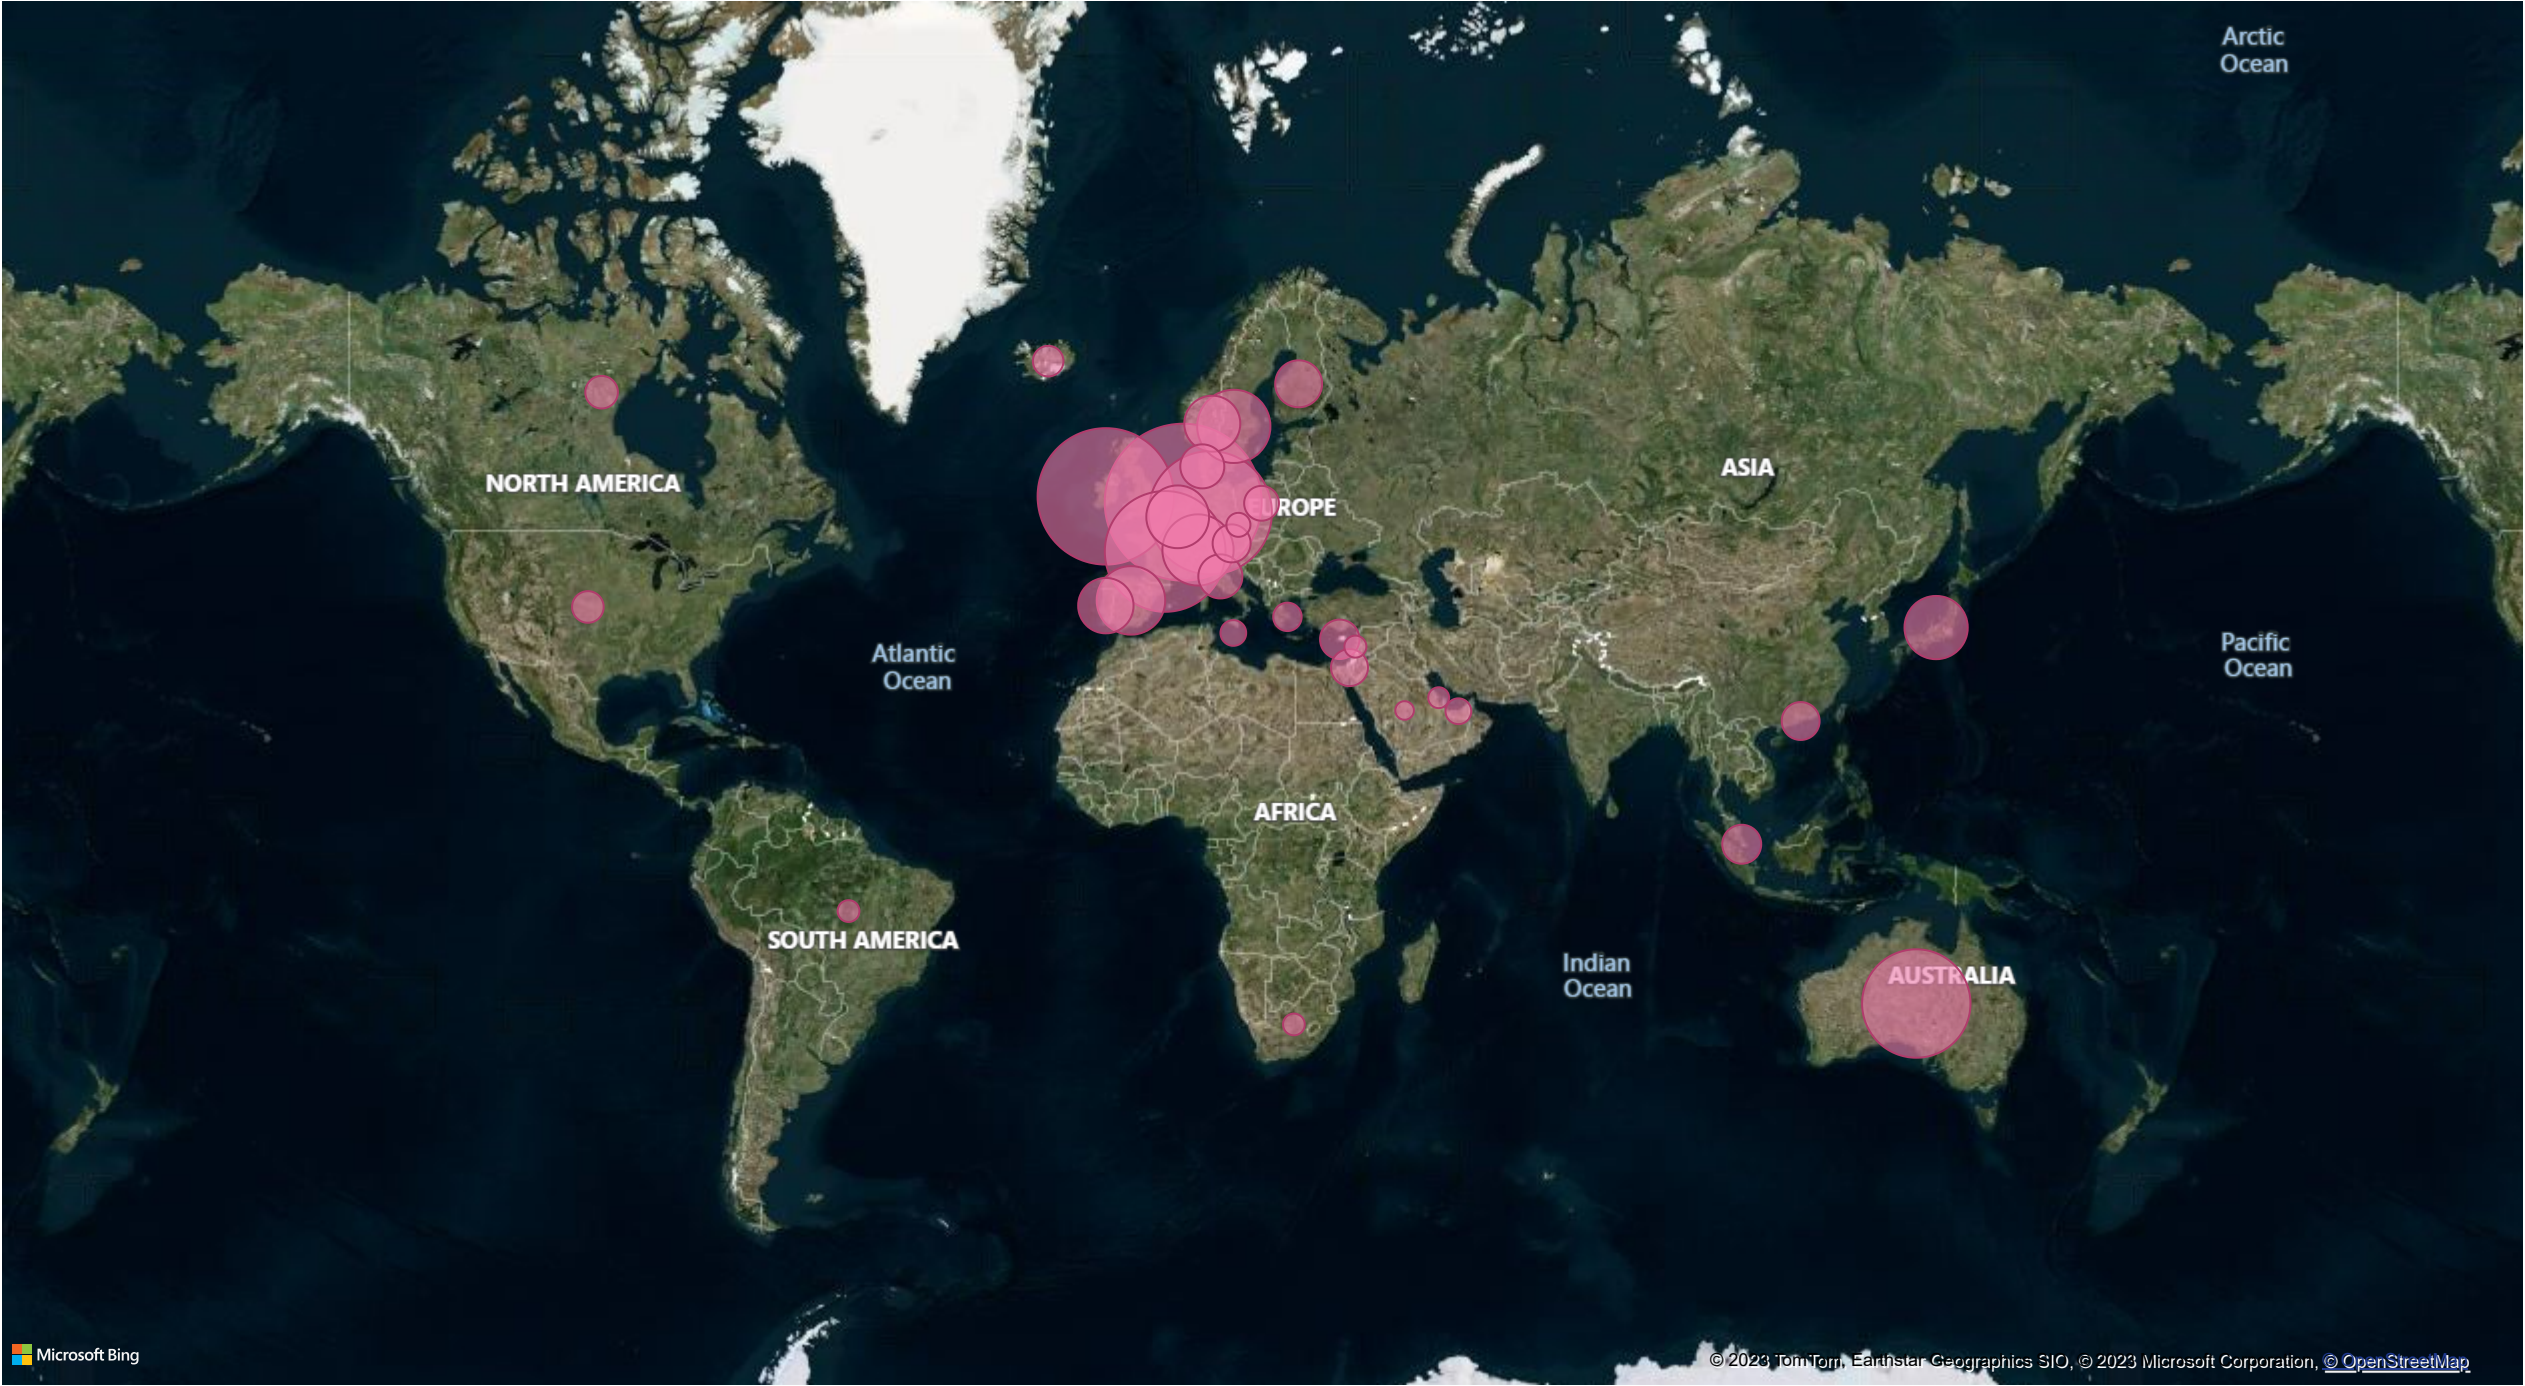 Arctic
Ocean
NORTH AMERICA
ASIA
EUROPE
Atlantic
Ocean
Pacific
Ocean
AFRICA
SOUTH AMERICA
Indian
Ocean
AUSTRALIA
Microsoft Bing
© 2023 TomTom, Earthstar Geographics SIO, © 2023 Microsoft Corporation, © OpenStreetMap